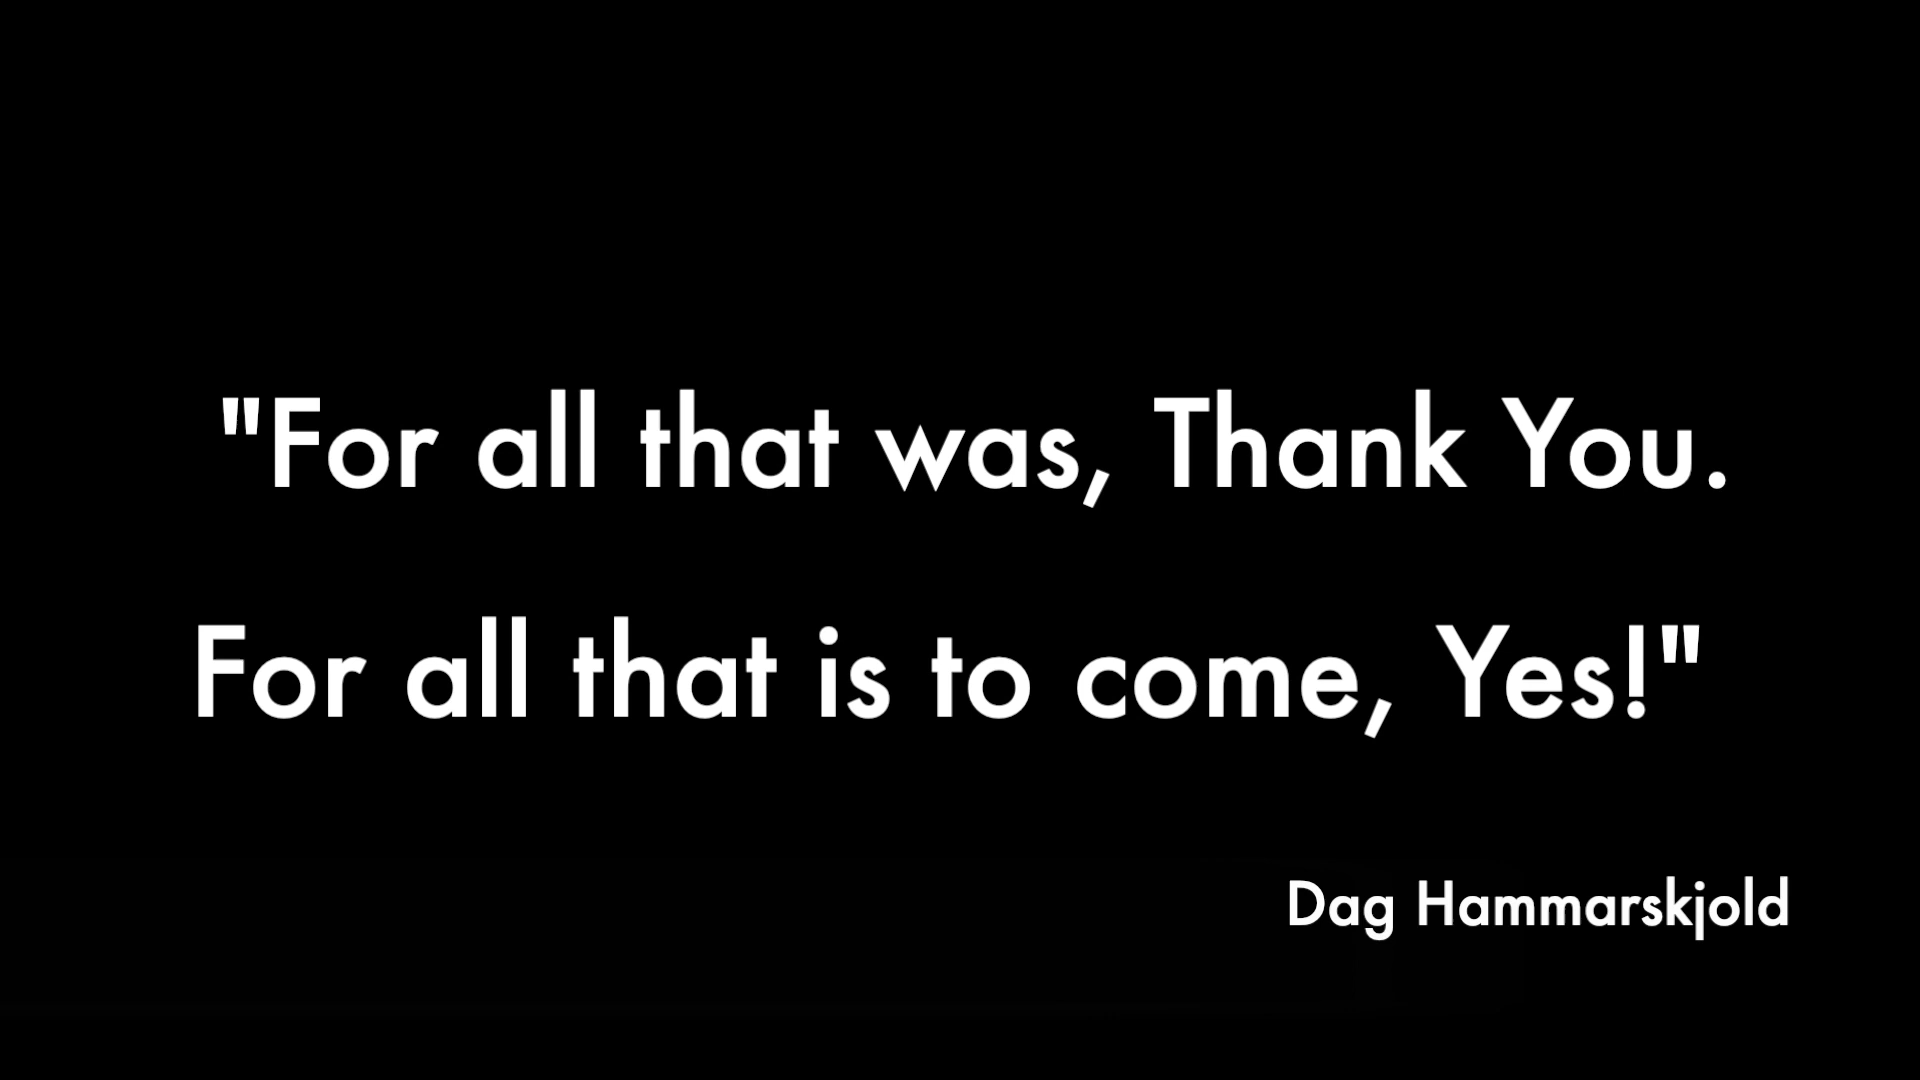 "For all that was, Thank You.
For all that is to come, Yes!"
Dag Hammarskjold